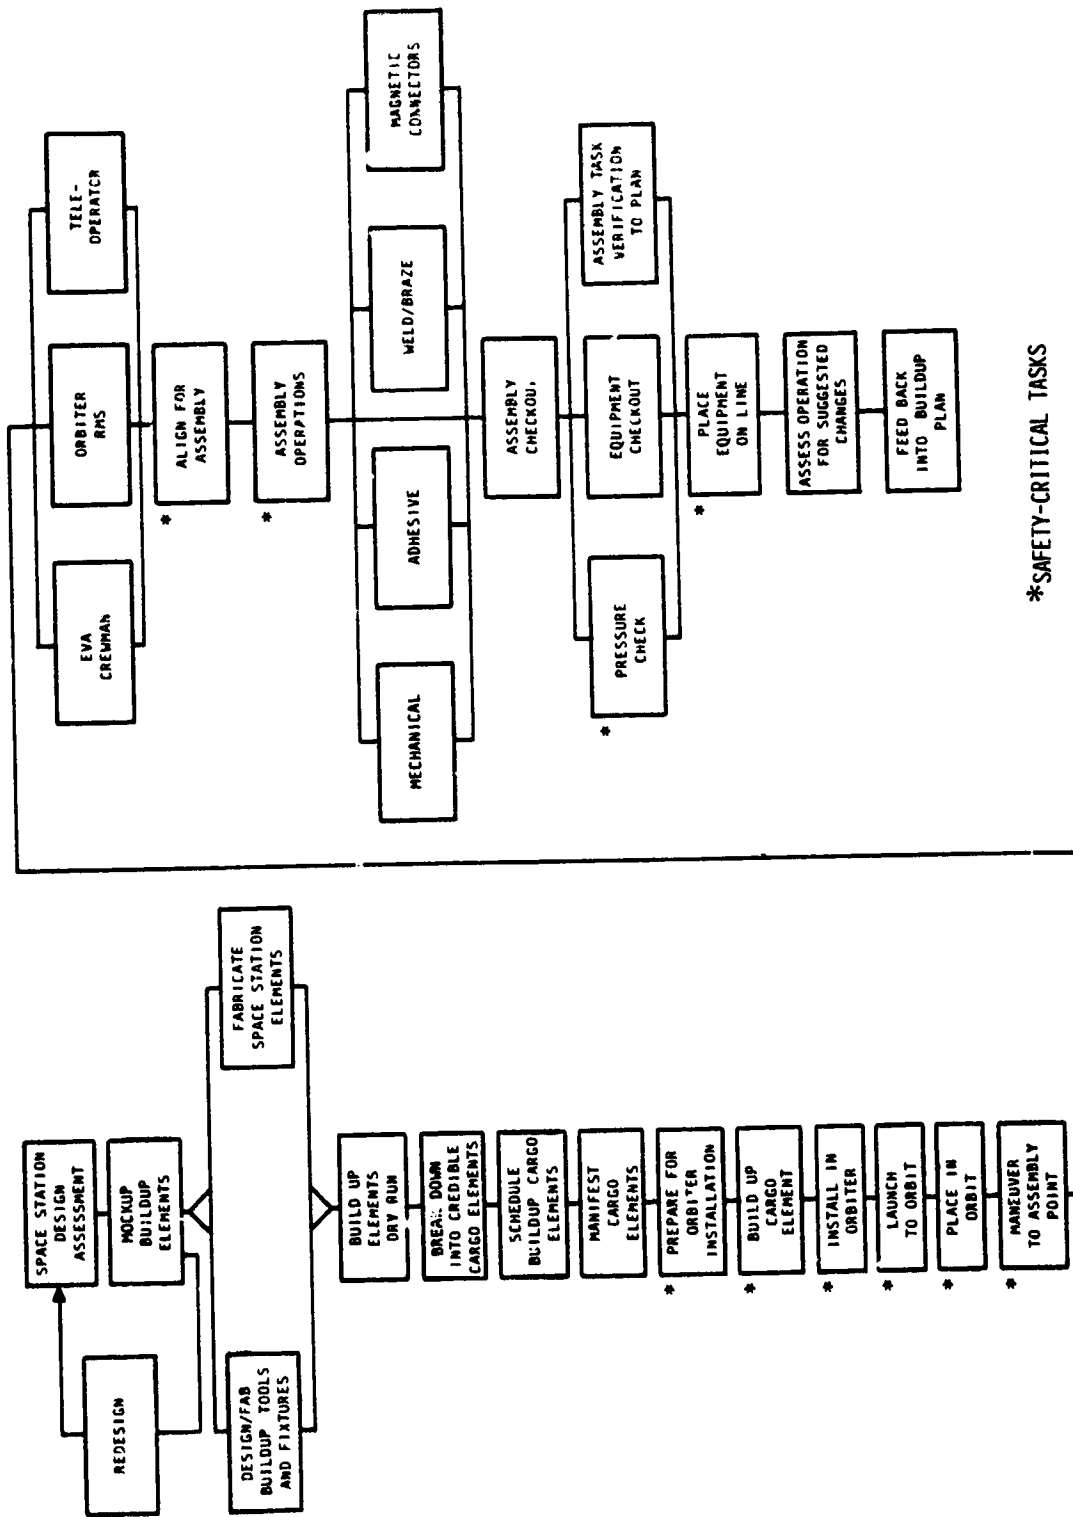 SPACE STATION
DESIGN
ASSESSMENT
REDESIGN
MOCKUP
BUILDUP
ELEMENTS
DESIGN/FAB
BUILDUP TOOLS
AND FIXTURES
FABRICATE
SPACE STATION
ELEMENTS
BUILD UP
ELEMENTS
DRY RUN
BREAK DOWN
INTO CREDIBLE
CARGO ELEMENTS
SCHEDULE
BUILDUP CARGO
ELEMENTS
MANIFEST
CARGO
ELEMENTS
*
PREPARE FOR
ORBITER
INSTALLATION
*
BUILD UP
CARGO
ELEMENT
*
INSTALL IN
ORBITER
*
LAUNCH
TO ORBIT
*
PLACE IN
ORBIT
*
MANEUVER
TO ASSEMBLY
POINT
EVA
CREWMAN
ORBITER
RMS
TELE-
OPERATOR
*
ALIGN FOR
ASSEMBLY
*
ASSEMBLY
OPERATIONS
MECHANICAL
ADHESIVE
WELD/BRAZE
MAGNETIC
CONNECTORS
ASSEMBLY
CHECKOUT
*
PRESSURE
CHECK
EQUIPMENT
CHECKOUT
ASSEMBLY TASK
VERIFICATION
TO PLAN
*
PLACE
EQUIPMENT
ON LINE
ASSESS OPERATION
FOR SUGGESTED
CHANGES
FEED BACK
INTO BUILDUP
PLAN
*SAFETY-CRITICAL TASKS